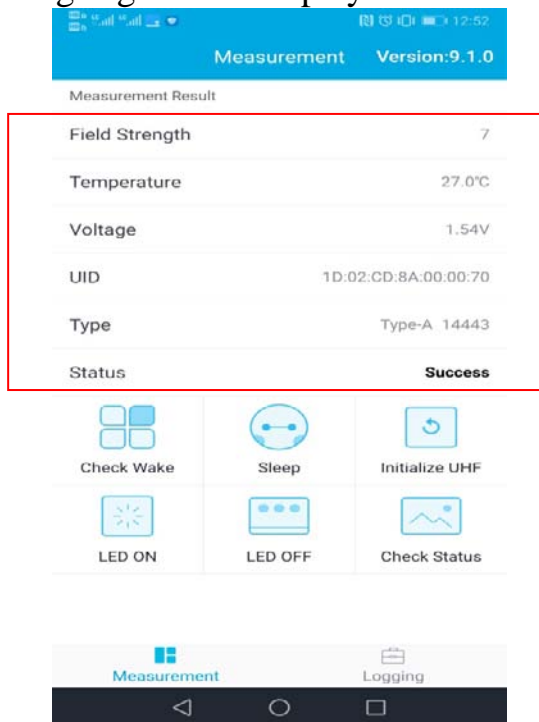 12:52
Measurement Version:9.1.0
Measurement Result
Field Strength 7
Temperature 27.0℃
Voltage 1.54V
UID 1D:02:CD:8A:00:00:70
Type Type-A 14443
Status Success
Check Wake Sleep Initialize UHF
LED ON LED OFF Check Status
Measurement Logging